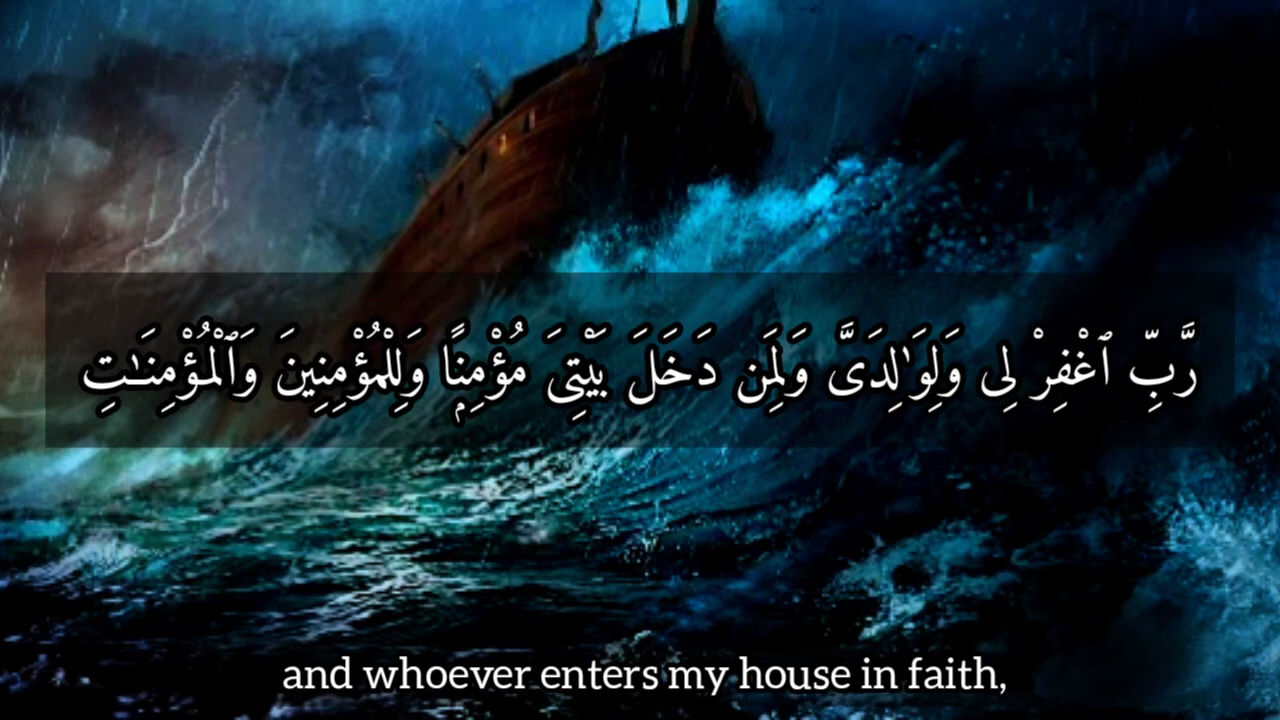 رَّبِّ ٱغْفِرْ لِى وَلِوَٰلِدَىَّ وَلِمَن دَخَلَ بَيْتِىَ مُؤْمِنًۭا وَلِلْمُؤْمِنِينَ وَٱلْمُؤْمِنَـٰتِ
and whoever enters my house in faith,